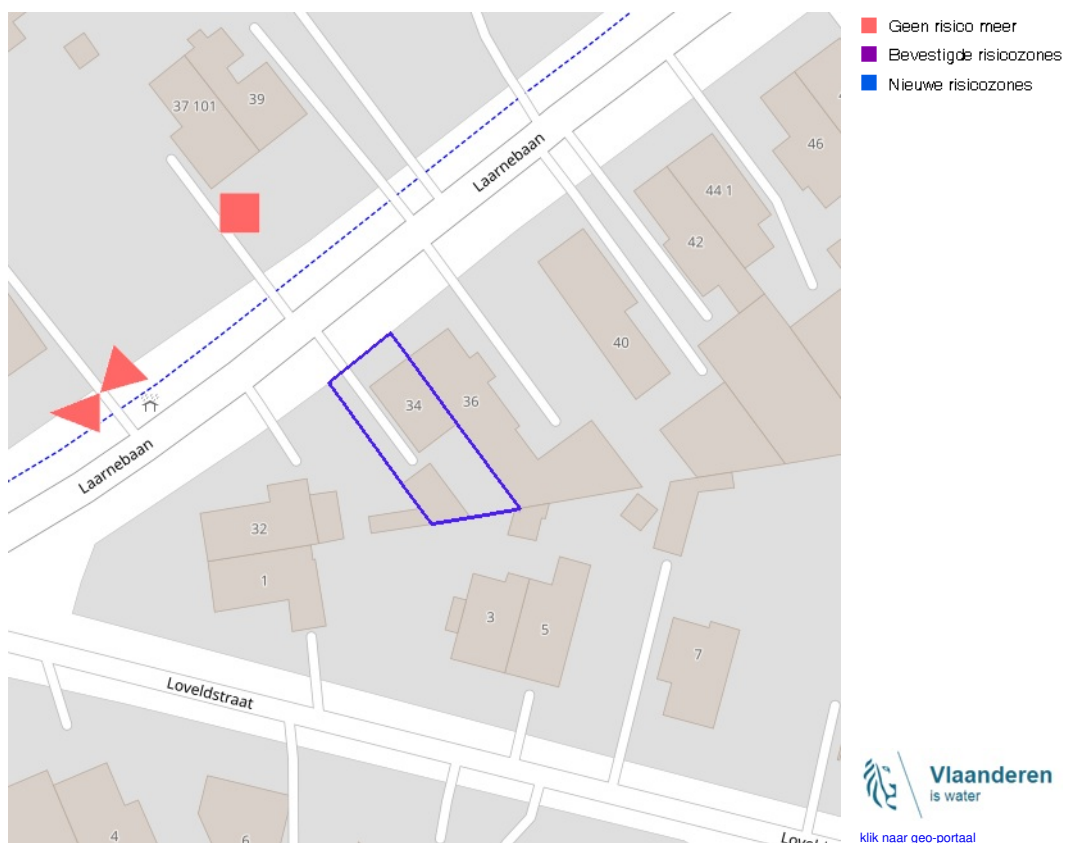 Geen risico meer
Bevestigde risicozones
Nieuwe risicozones
37 101
39
Laarnebaan
46
44 1
42
40
34
36
Laarnebaan
32
1
3
5
7
Loveldstraat
4
6
Vlaanderen
is water
klik naar geo-portaal